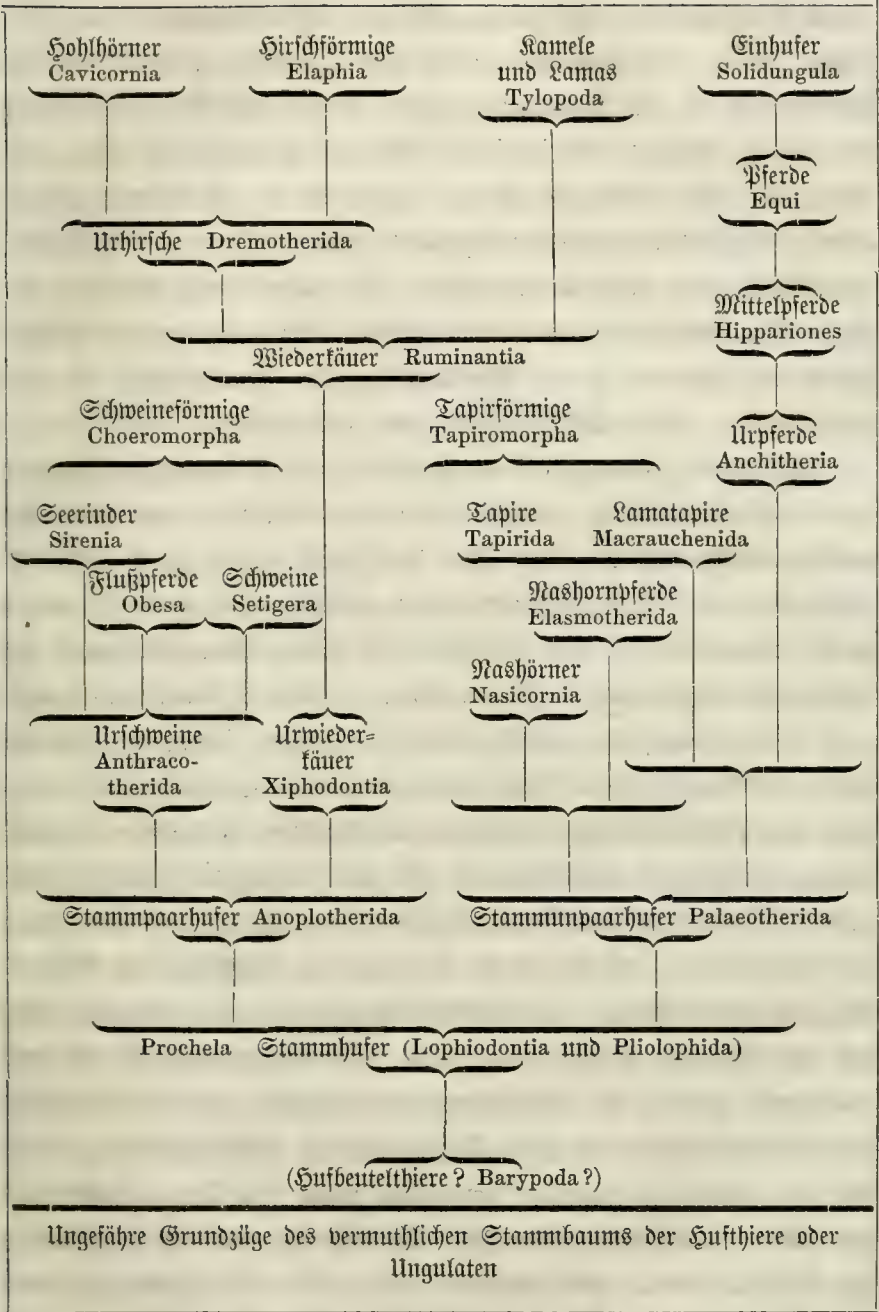 Hohlhörner
Cavicornia
Hirschförmige
Elaphia
Kamele
und Lamas
Tylopoda
Einhufer
Solidungula
Pferde
Equi
Urhirsche Dremotherida
Mittelpferde
Hippariones
Wiederkäuer Ruminantia
Schweineförmige
Choeromorpha
Tapirförmige
Tapiromorpha
Urpferde
Anchitheria
Seerinder
Sirenia
Tapire
Tapirida
Lamatapire
Macrauchenida
Flußpferde
Obesa
Schweine
Setigera
Nashornpferde
Elasmotherida
Nashörner
Nasicornia
Urschweine
Anthraco-
therida
Urwieder-
käuer
Xiphodontia
Stammpaarhufer Anoplotherida
Stammunpaarhufer Palaeotherida
Prochela Stammhufer (Lophiodontia und Pliolophida)
(Hufbeutelthiere? Barypoda?)
Ungefähre Grundzüge des vermuthlichen Stammbaums der Hufthiere oder
Ungulaten